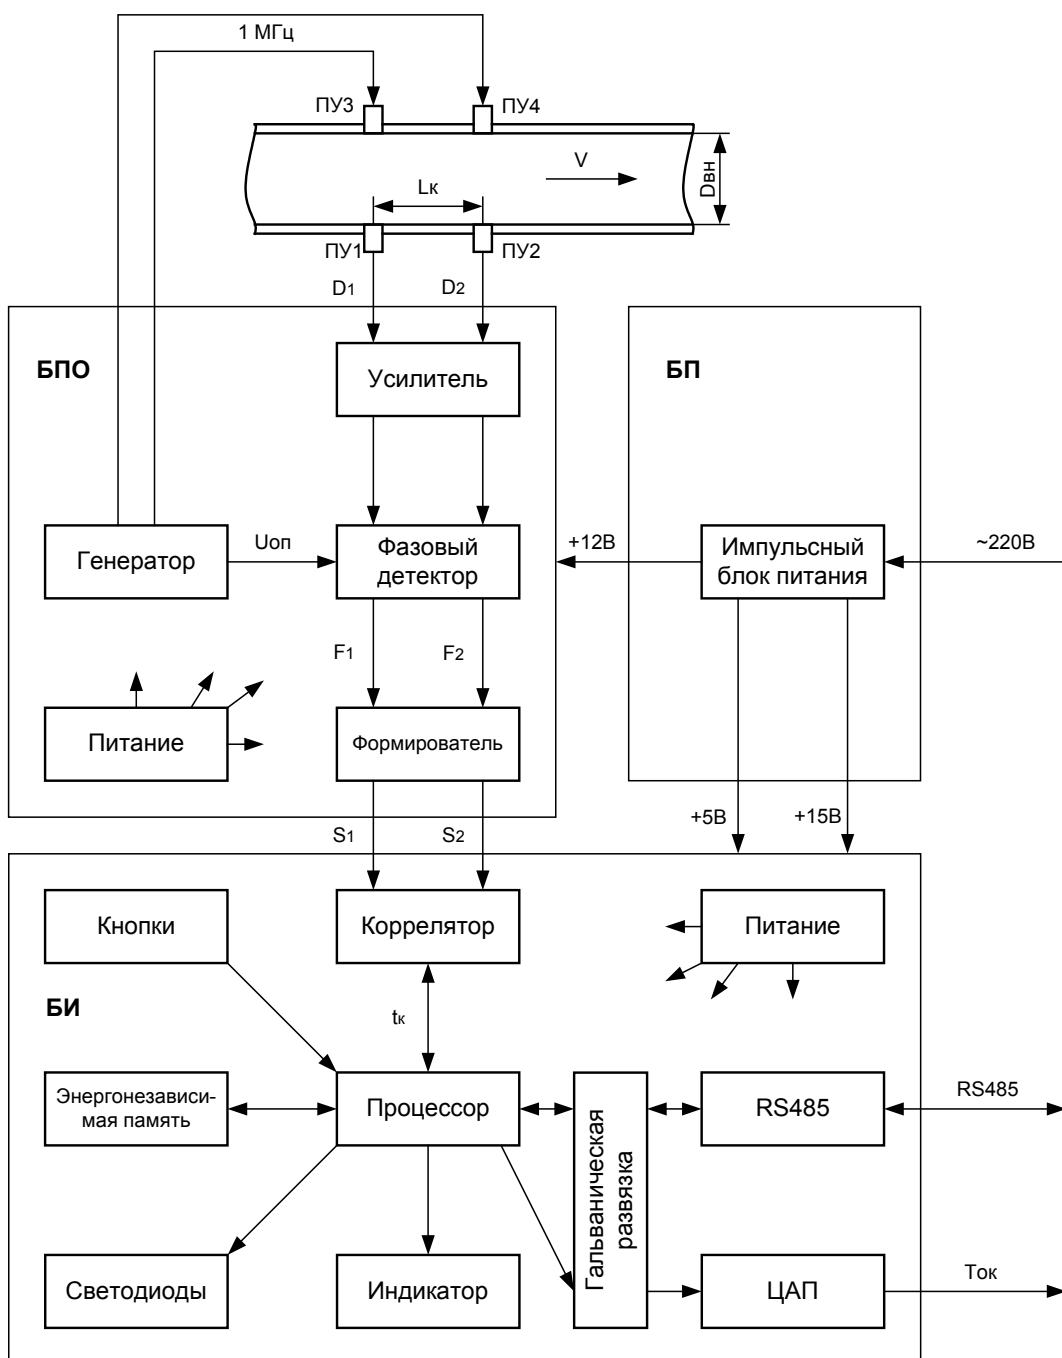 1 МГц
ПУ3
ПУ4
V
Dвн
Lк
ПУ1
ПУ2
D1
D2
БПО
Усилитель
БП
Генератор
Uоп
Фазовый
детектор
+12В
Импульсный
блок питания
~220В
F1
F2
Питание
Формирователь
S1
S2
+5В
+15В
Кнопки
Коррелятор
Питание
БИ
tк
Энергонезависи-
мая память
Процессор
Гальваническая
развязка
RS485
RS485
Светодиоды
Индикатор
ЦАП
Ток